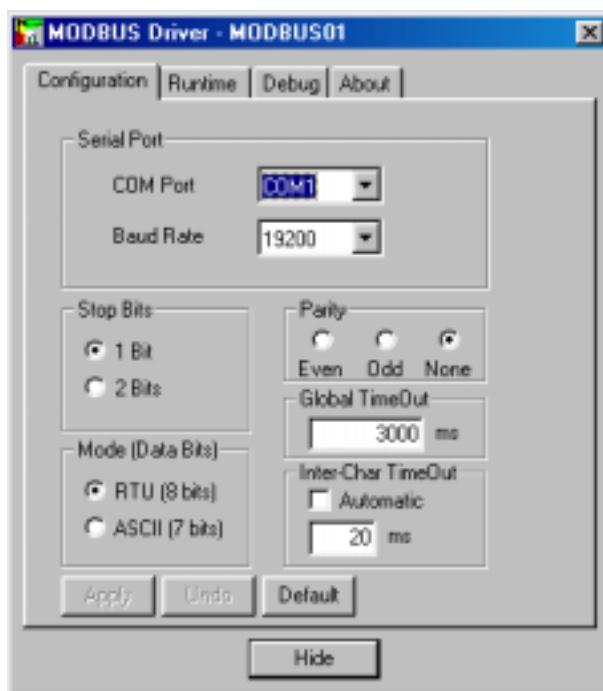 MODBUS Driver - MODBUS01
Configuration Runtime Debug About
Serial Port
COM Port COM1
Baud Rate 19200
Stop Bits
1 Bit
2 Bits
Parity
Even Odd None
Global TimeOut
3000 ms
Mode (Data Bits)
RTU (8 bits)
ASCII (7 bits)
Inter-Char TimeOut
Automatic
20 ms
Apply Undo Default
Hide